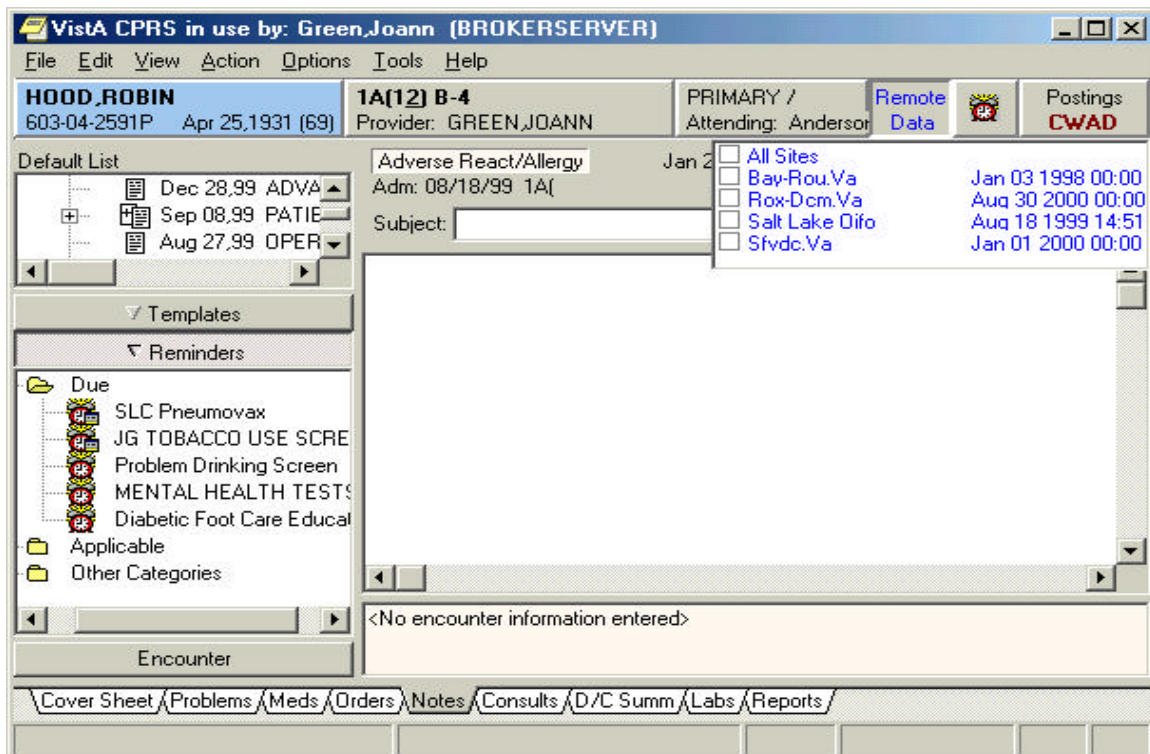 VistA CPRS in use by: Green,Joann (BROKERSERVER)
File Edit View Action Options Tools Help
HOOD,ROBIN
603-04-2591P Apr 25,1931 (69)
1A(12) B-4
Provider: GREEN,JOANN
PRIMARY /
Attending: Anderson
Remote
Data
Postings
CWAD
Default List
Dec 28,99 ADVA
Sep 08,99 PATIE
Aug 27,99 OPER
Adverse React/Allergy Jan 2
Adm: 08/18/99 1A(
Subject:
All Sites
Bay-Rou.Va Jan 03 1998 00:00
Rox-Dcm.Va Aug 30 2000 00:00
Salt Lake Oifo Aug 18 1999 14:51
Sfvdc.Va Jan 01 2000 00:00
Templates
Reminders
Due
SLC Pneumovax
JG TOBACCO USE SCRE
Problem Drinking Screen
MENTAL HEALTH TESTS
Diabetic Foot Care Educat
Applicable
Other Categories
<No encounter information entered>
Encounter
Cover Sheet Problems Meds Orders Notes Consults D/C Summ Labs Reports